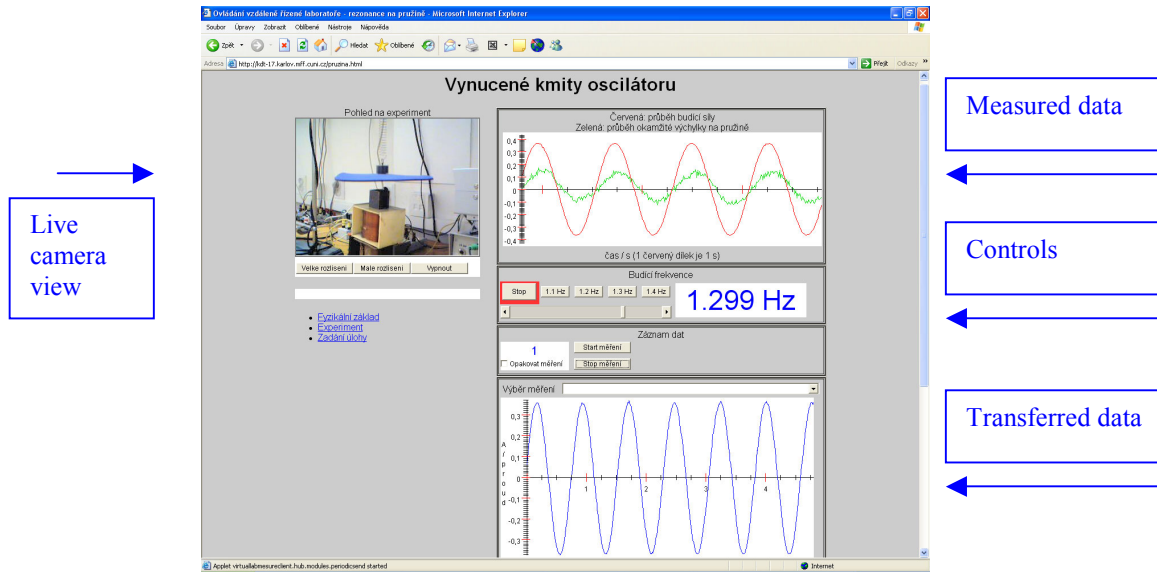 Ovládání vzdáleně řízené laboratoře - rezonance na pružině - Microsoft Internet Explorer
Soubor Úpravy Zobrazit Oblíbené Nástroje Nápověda
Zpět Hledat Oblíbené
Adresa http://kdt-17.karlov.mff.cuni.cz/pruzina.html Přejít Odkazy »
Vynucené kmity oscilátoru
Pohled na experiment
Velke rozliseni Male rozliseni Vypnout
Fyzikální základ
Experiment
Zadání úlohy
Červená: průběh budicí síly
Zelená: průběh okamžité výchylky na pružině
0,4
0,3
0,2
0,1
0
-0,1
-0,2
-0,3
-0,4
čas / s (1 červený dílek je 1 s)
Budicí frekvence
Stop 1.1 Hz 1.2 Hz 1.3 Hz 1.4 Hz
1.299 Hz
Záznam dat
1
Opakovat měření
Start měření
Stop měření
Výběr měření
0,3
0,2
0,1
0
-0,1
-0,2
-0,3
1 2 3 4
Applet virtuallabmesureclient.hub.modules.periodicsend started
Internet
Live
camera
view
Measured data
Controls
Transferred data